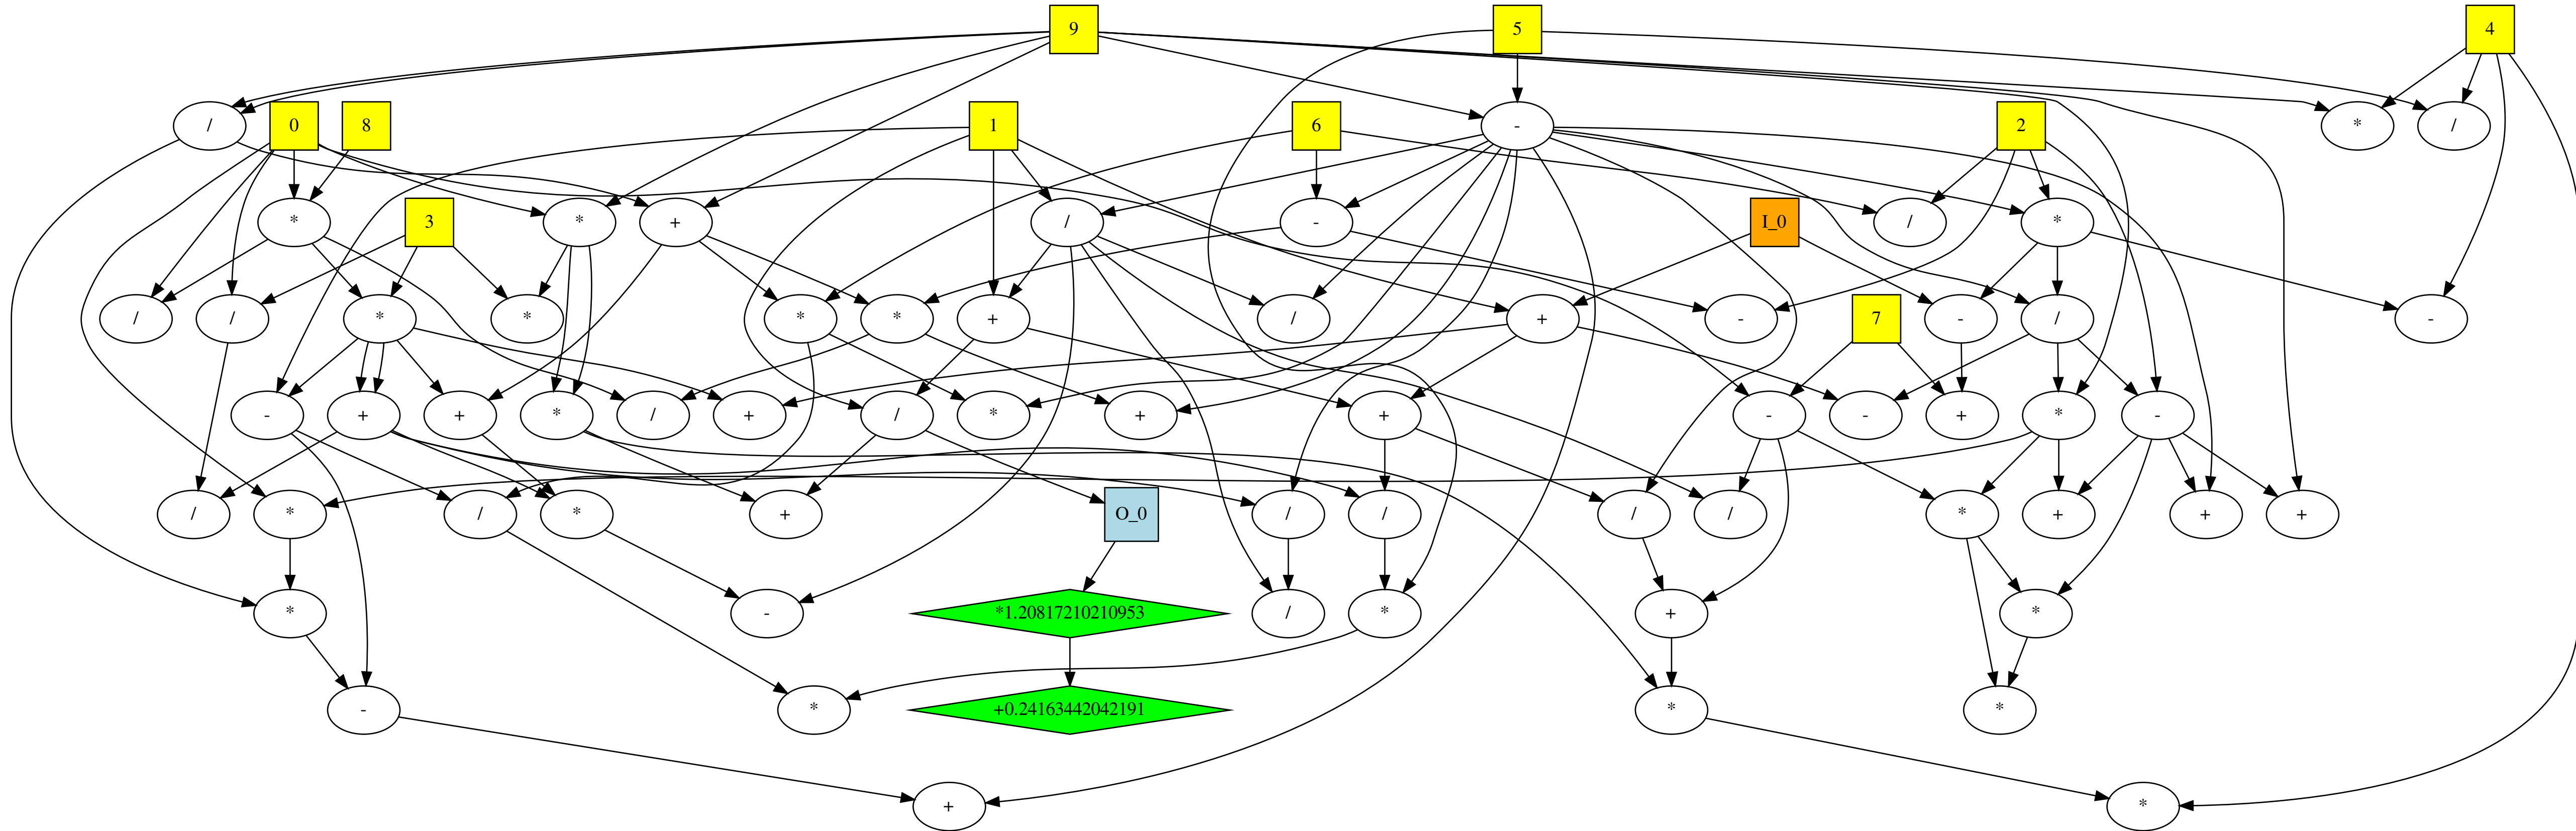 9 5 4
/ 0 8 1 6 - 2 * /
* 3 * + / - I_0 / *
/ / * * * * + / + - 7 - / -
- + + * / + / * + + - - + * -
/ * / * + O_0 / / / / * + + +
* - *1.20817210210953 / * + *
- * +0.24163442042191 * *
+ *